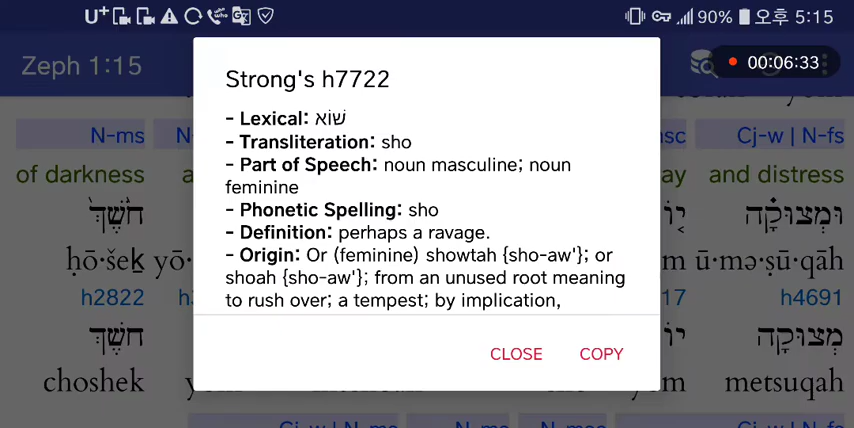 U+ 90% 오후 5:15
Zeph 1:15
00:06:33
Strong's h7722
- Lexical: שׁוֹא
- Transliteration: sho
- Part of Speech: noun masculine; noun
feminine
- Phonetic Spelling: sho
- Definition: perhaps a ravage.
- Origin: Or (feminine) showtah {sho-aw'}; or
shoah {sho-aw'}; from an unused root meaning
to rush over; a tempest; by implication,
CLOSE COPY
N-ms Cj-w | N-fs
of darkness and distress
חֹ֙שֶׁךְ֙ וּמְצוּקָ֗ה
ḥō·šeḵ ū·mə·ṣū·qāh
h2822 h4691
חֹשֶׁךְ מְצוּקָה
choshek metsuqah